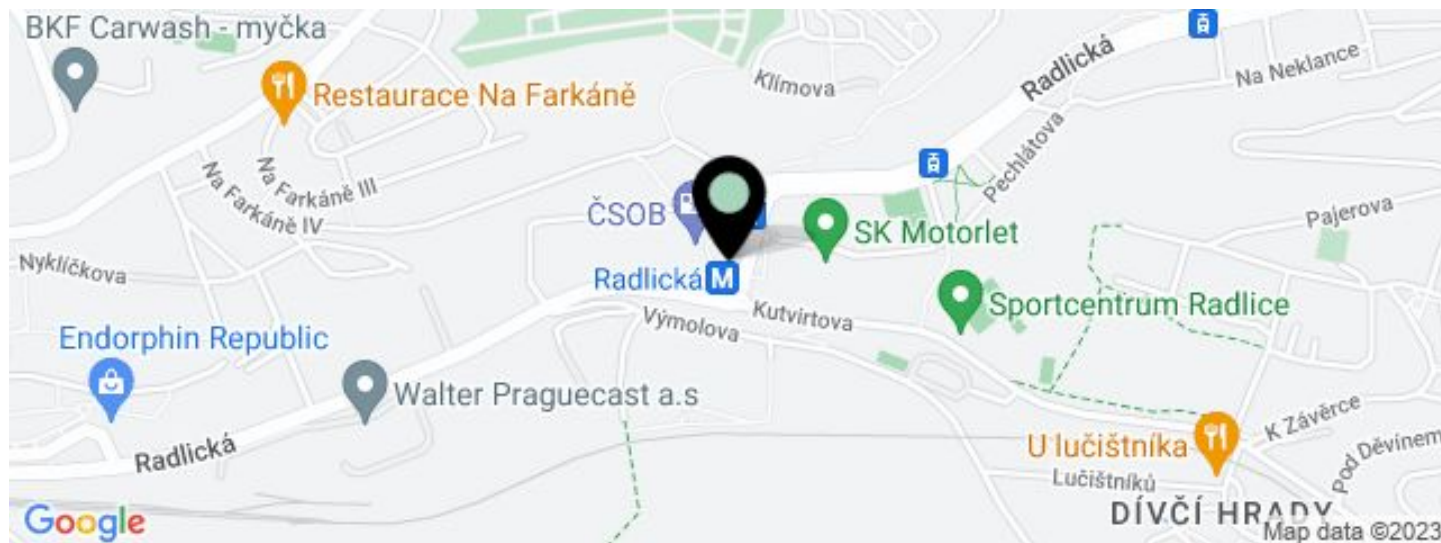 BKF Carwash - myčka
Restaurace Na Farkáně
Klímova
Radlická
Na Neklance
Na Farkáně III
Na Farkáně IV
Pechlátova
Pajerova
ČSOB
SK Motorlet
Nyklíčkova
Radlická M
Sportcentrum Radlice
Výmolova
Kutvirtova
Endorphin Republic
Walter Praguecast a.s
Radlická
U lučištníka
K Závěrce
Pod Děvínem
Lučištníků
DÍVČÍ HRADY
Google
Map data ©2023